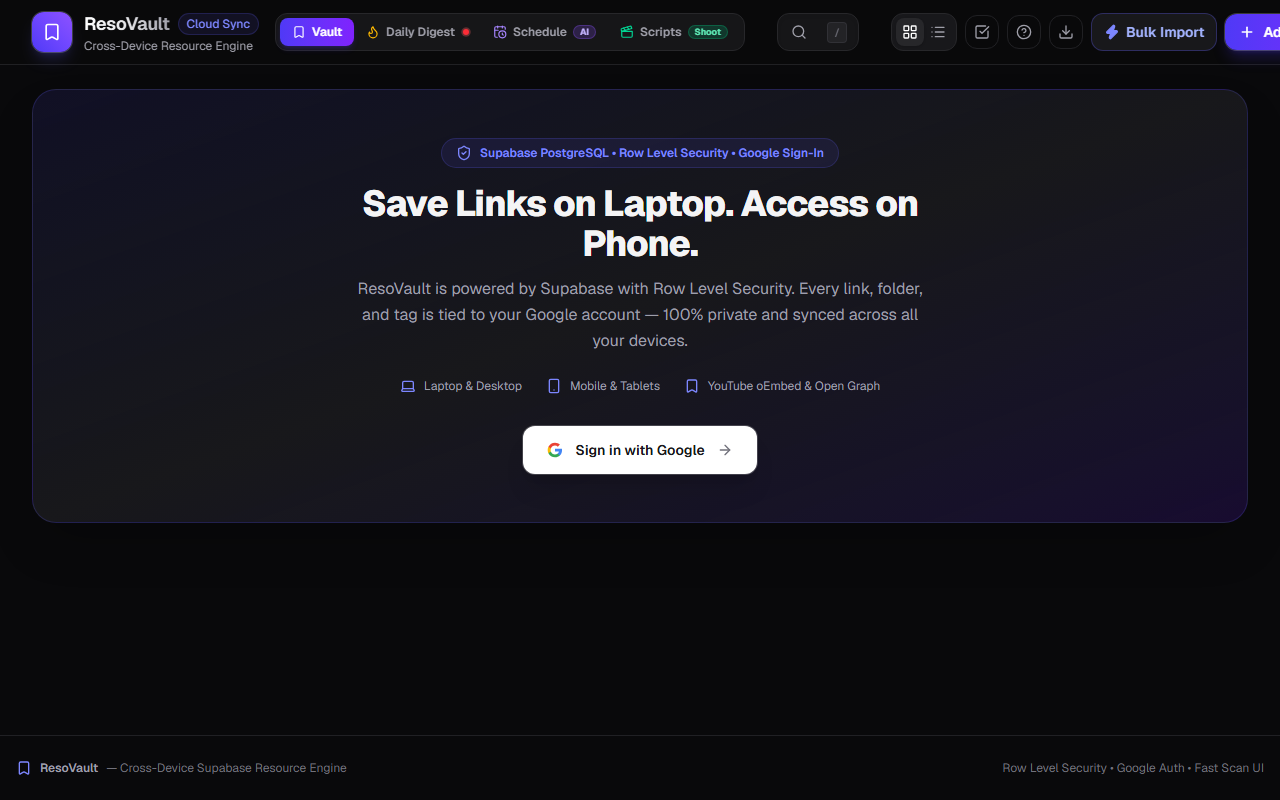 ResoVault Cloud Sync
Cross-Device Resource Engine
Vault
Daily Digest
Schedule AI
Scripts Shoot
/
Bulk Import
Supabase PostgreSQL • Row Level Security • Google Sign-In
Save Links on Laptop. Access on
Phone.
ResoVault is powered by Supabase with Row Level Security. Every link, folder,
and tag is tied to your Google account — 100% private and synced across all
your devices.
Laptop & Desktop
Mobile & Tablets
YouTube oEmbed & Open Graph
Sign in with Google
ResoVault — Cross-Device Supabase Resource Engine
Row Level Security • Google Auth • Fast Scan UI